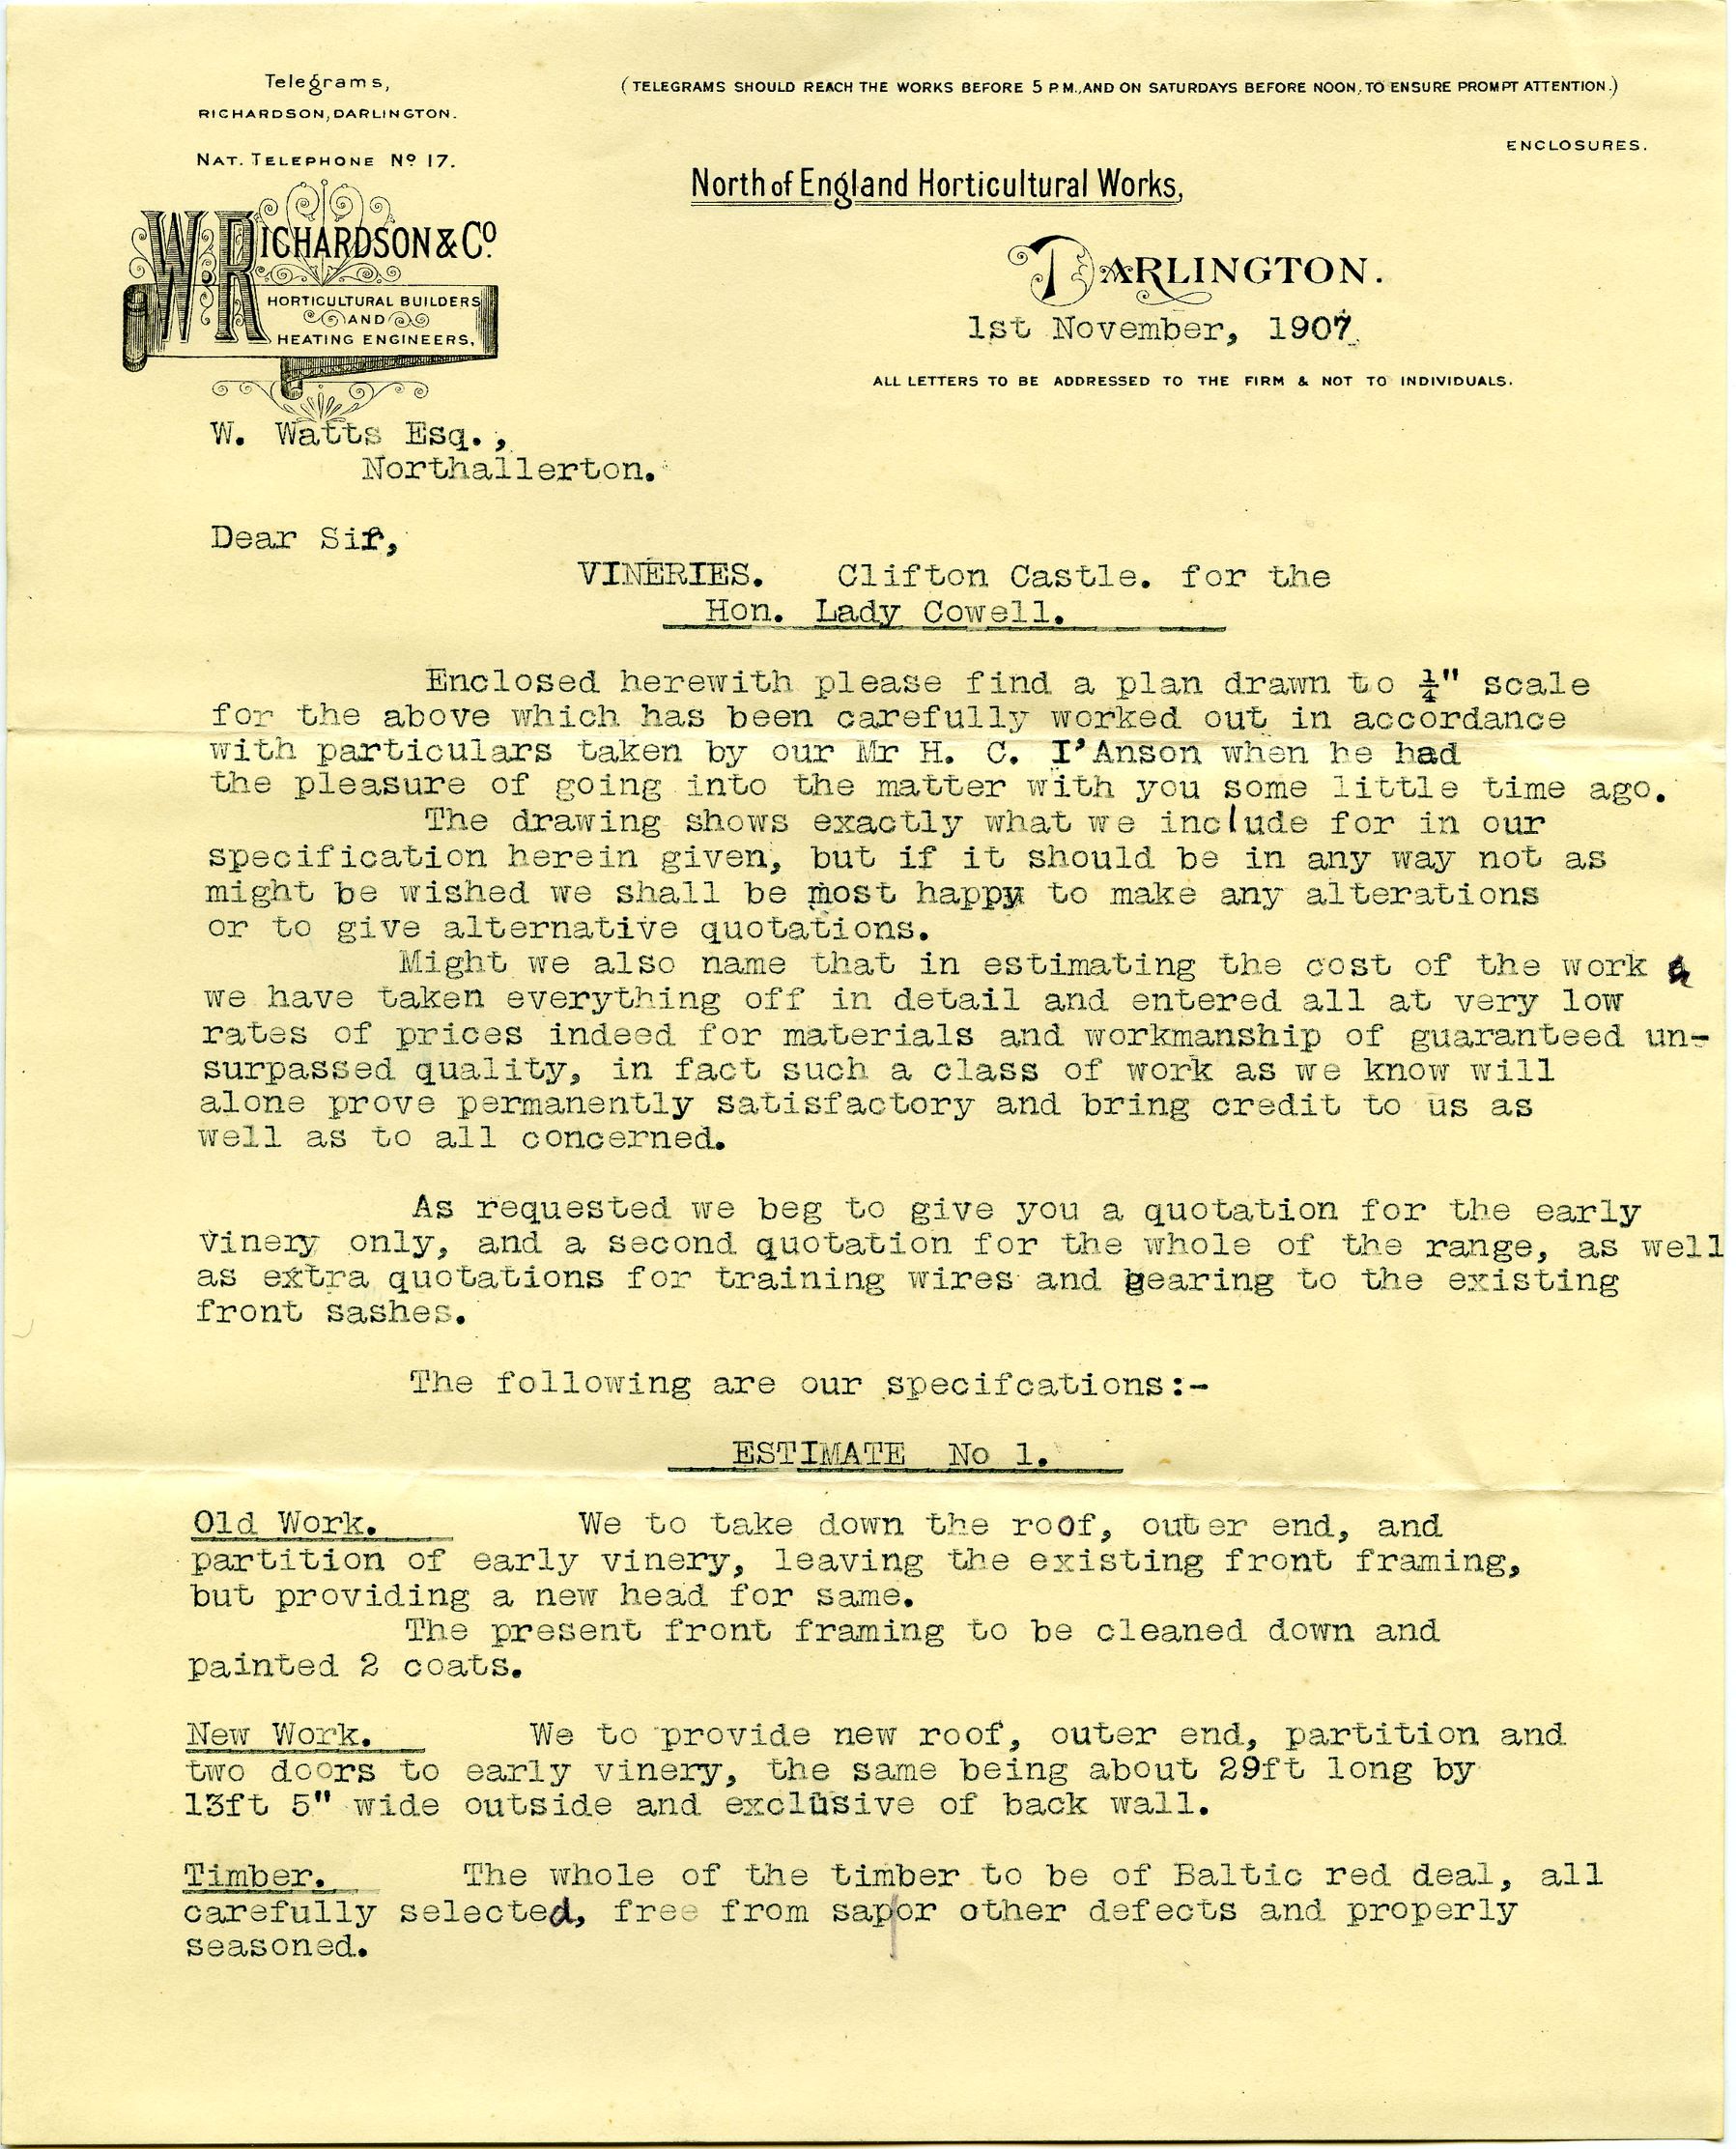 Telegrams,
RICHARDSON, DARLINGTON.
NAT. TELEPHONE Nº 17.
(TELEGRAMS SHOULD REACH THE WORKS BEFORE 5 P.M., AND ON SATURDAYS BEFORE NOON, TO ENSURE PROMPT ATTENTION.)
ENCLOSURES.
North of England Horticultural Works,
W RICHARDSON & Cº.
HORTICULTURAL BUILDERS
AND
HEATING ENGINEERS,
DARLINGTON.
1st November, 1907
ALL LETTERS TO BE ADDRESSED TO THE FIRM & NOT TO INDIVIDUALS.
W. Watts Esq.,
Northallerton.
Dear Sir,
VINERIES. Clifton Castle. for the
Hon. Lady Cowell.
Enclosed herewith please find a plan drawn to ¼" scale
for the above which has been carefully worked out in accordance
with particulars taken by our Mr H. C. I'Anson when he had
the pleasure of going into the matter with you some little time ago.
The drawing shows exactly what we include for in our
specification herein given, but if it should be in any way not as
might be wished we shall be most happy to make any alterations
or to give alternative quotations.
Might we also name that in estimating the cost of the work
we have taken everything off in detail and entered all at very low
rates of prices indeed for materials and workmanship of guaranteed un-
surpassed quality, in fact such a class of work as we know will
alone prove permanently satisfactory and bring credit to us as
well as to all concerned.
As requested we beg to give you a quotation for the early
vinery only, and a second quotation for the whole of the range, as well
as extra quotations for training wires and gearing to the existing
front sashes.
The following are our specifcations:-
ESTIMATE No 1.
Old Work. We to take down the roof, outer end, and
partition of early vinery, leaving the existing front framing,
but providing a new head for same.
The present front framing to be cleaned down and
painted 2 coats.
New Work. We to provide new roof, outer end, partition and
two doors to early vinery, the same being about 29ft long by
13ft 5" wide outside and exclusive of back wall.
Timber. The whole of the timber to be of Baltic red deal, all
carefully selected, free from sap/or other defects and properly
seasoned.